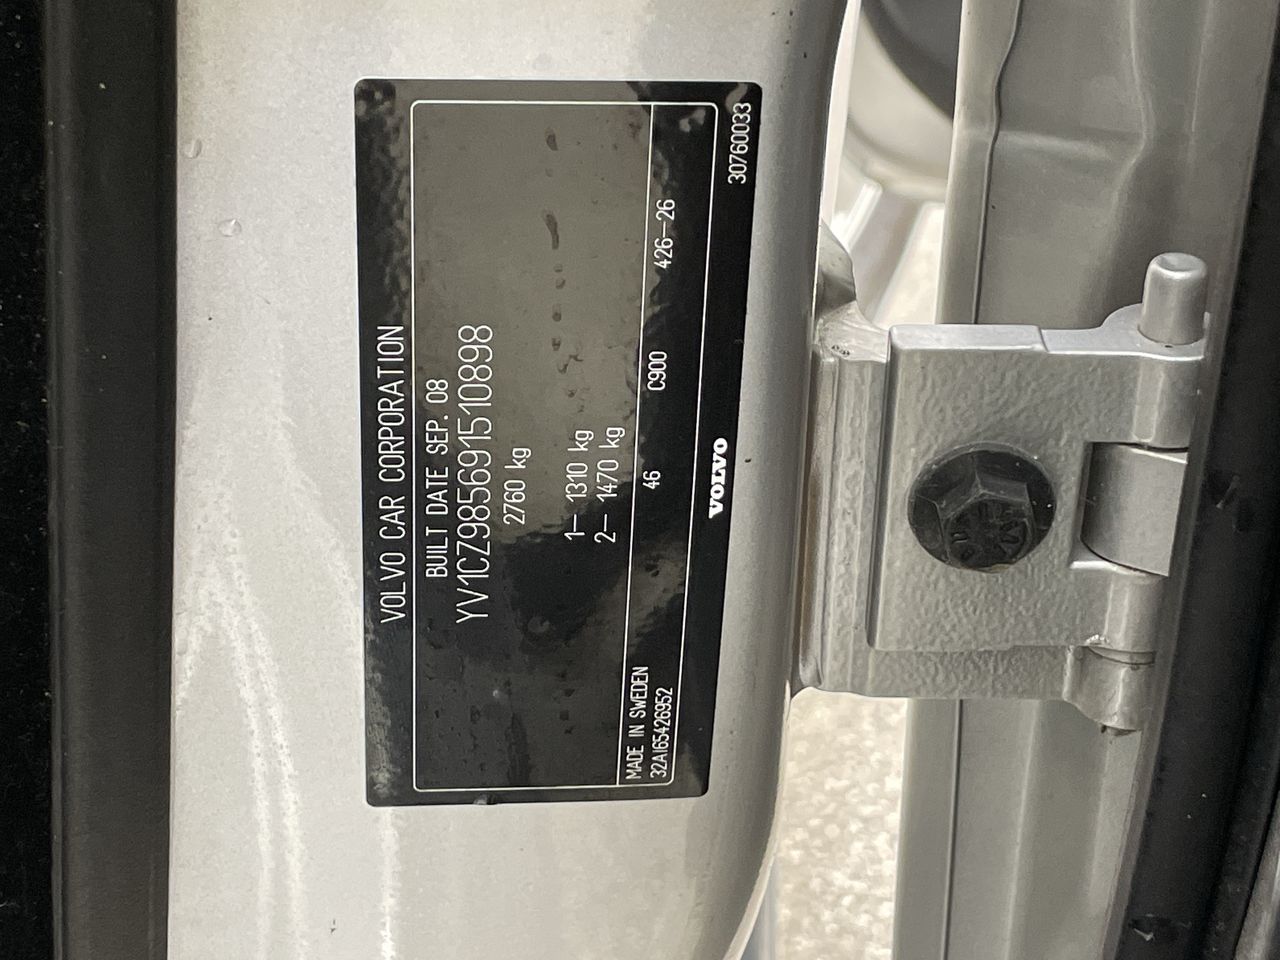 VOLVO CAR CORPORATION
BUILT DATE SEP. 08
YV1CZ985691510898
2760 kg
1– 1310 kg
2– 1470 kg
MADE IN SWEDEN 46 C900 426–26
32A165426952
VOLVO 30760033